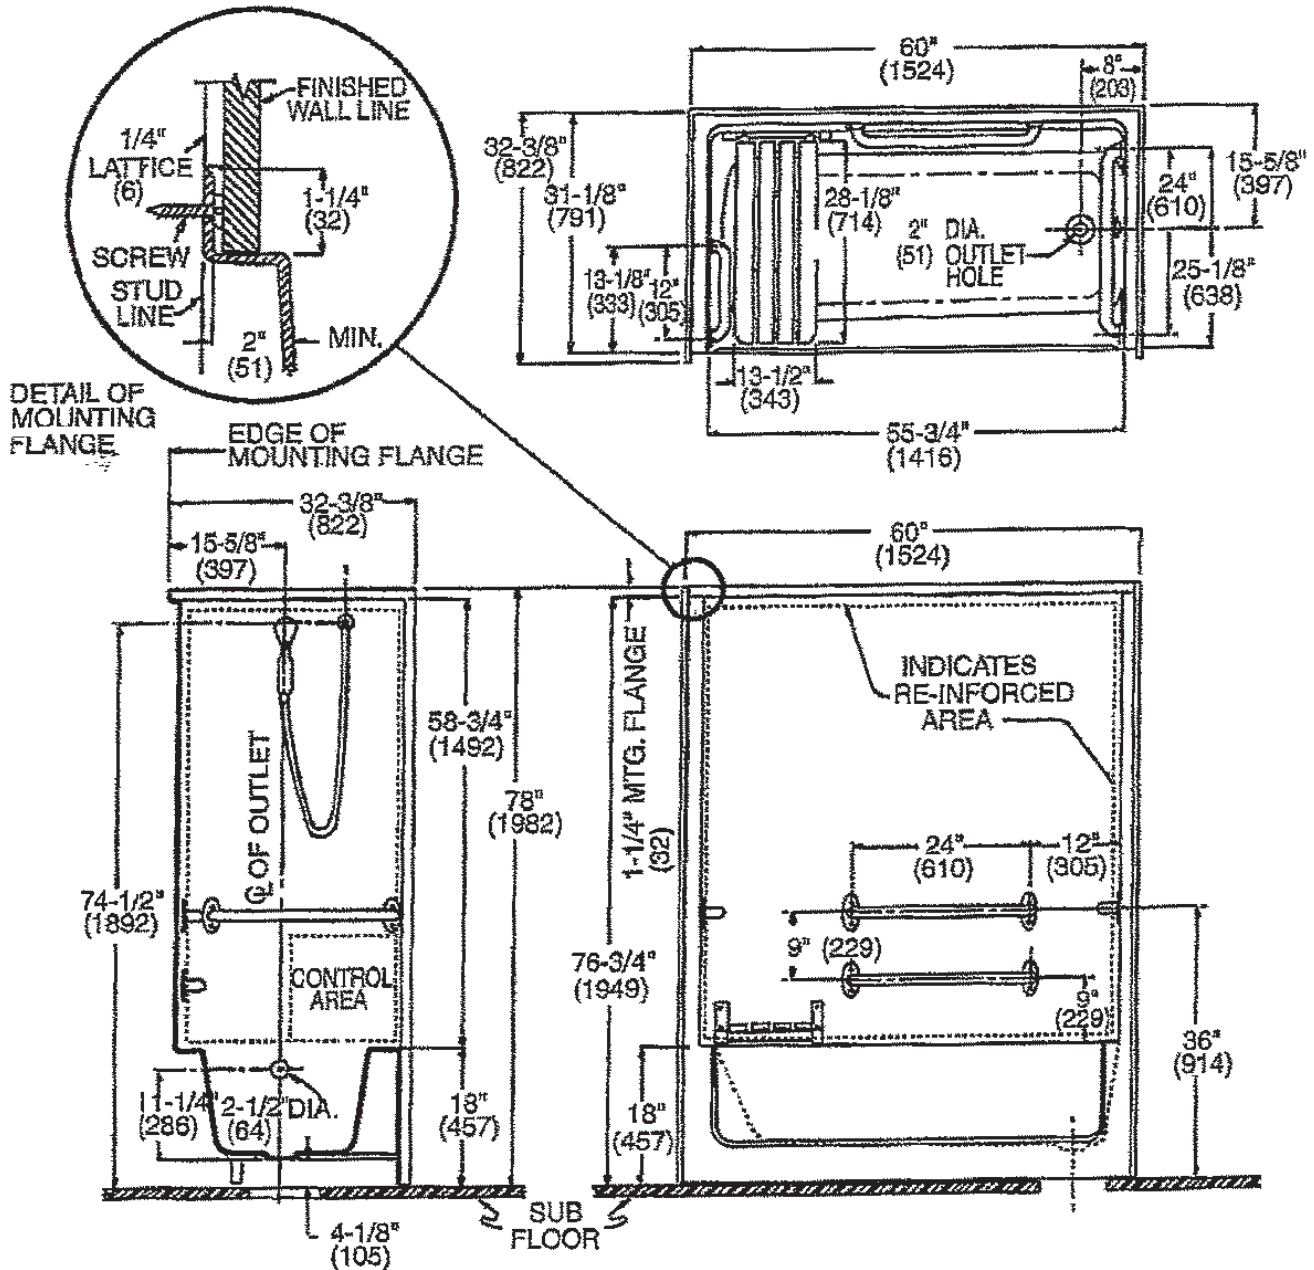 FINISHED
WALL LINE
1/4"
LATTICE
(6)
1-1/4"
(32)
SCREW
STUD
LINE
2"
(51)
MIN.
DETAIL OF
MOUNTING
FLANGE
60"
(1524)
8"
(203)
32-3/8"
(822)
31-1/8"
(791)
28-1/8"
(714)
2" DIA.
(51) OUTLET
HOLE
24"
(610)
15-5/8"
(397)
25-1/8"
(638)
13-1/8"
(333)
12"
(305)
13-1/2"
(343)
55-3/4"
(1416)
EDGE OF
MOUNTING FLANGE
32-3/8"
(822)
15-5/8"
(397)
℄ OF OUTLET
58-3/4"
(1492)
78"
(1982)
74-1/2"
(1892)
CONTROL
AREA
11-1/4"
(286)
2-1/2" DIA.
(64)
18"
(457)
4-1/8"
(105)
SUB
FLOOR
60"
(1524)
1-1/4" MTG. FLANGE
(32)
INDICATES
RE-INFORCED
AREA
24"
(610)
12"
(305)
9" (229)
9"
(229)
76-3/4"
(1949)
36"
(914)
18"
(457)